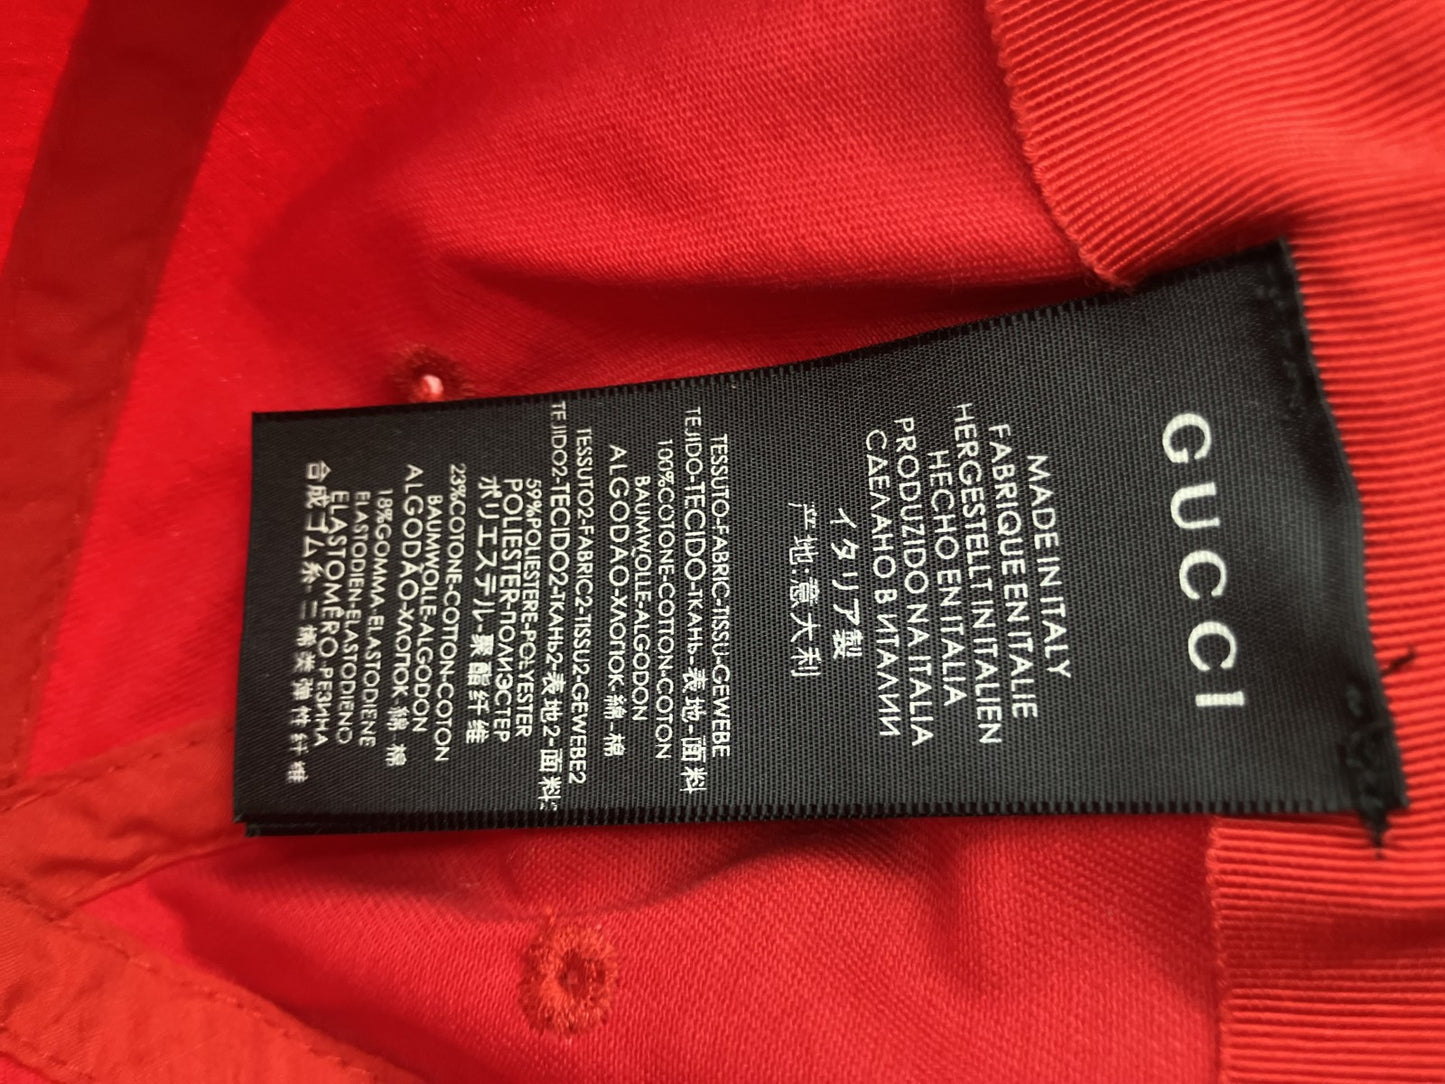 GUCCI
MADE IN ITALY
FABRIQUE EN ITALIE
HERGESTELLT IN ITALIEN
HECHO EN ITALIA
PRODUZIDO NA ITALIA
СДЕЛАНО В ИТАЛИИ
イタリア製
产地:意大利
TESSUTO-FABRIC-TISSU-GEWEBE
TEJIDO-TECIDO-ТКАНЬ-表地-面料
100%COTONE-COTTON-COTON
BAUMWOLLE-ALGODON
ALGODÃO-ХЛОПОК-綿-棉
TESSUTO2-FABRIC2-TISSU2-GEWEBE2
TEJIDO2-TECIDO2-ТКАНЬ2-表地2-面料2
59%POLIESTERE-POLYESTER
POLIESTER-ПОЛИЭСТЕР
ポリエステル-聚酯纤维
23%COTONE-COTTON-COTON
BAUMWOLLE-ALGODON
ALGODÃO-ХЛОПОК-綿-棉
18%GOMMA-ELASTODIENE
ELASTODIEN-ELASTODIENO
ELASTÔMERO-РЕЗИНА
合成ゴム糸-二烯类弹性纤维